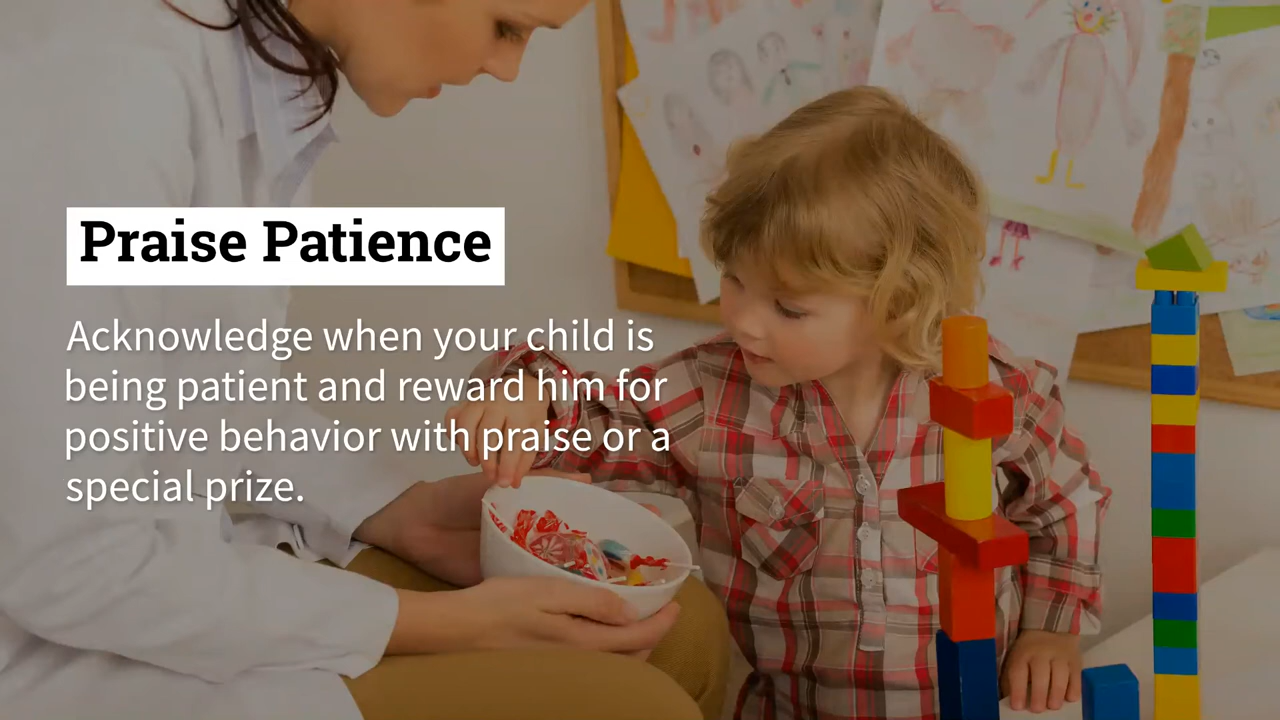 Praise Patience
Acknowledge when your child is
being patient and reward him for
positive behavior with praise or a
special prize.